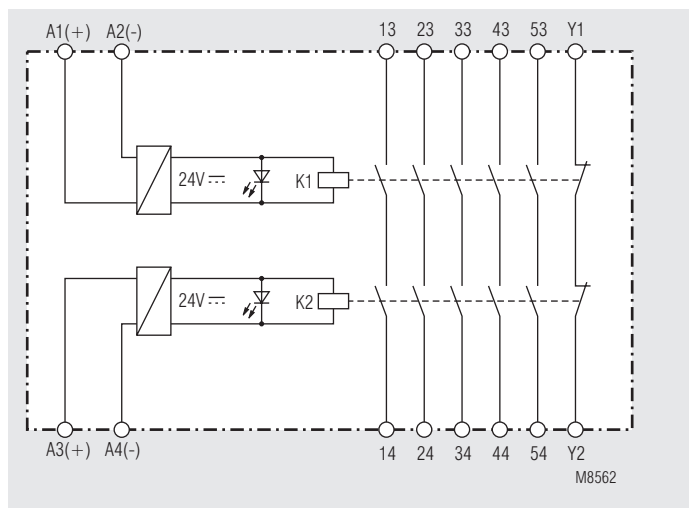 A1(+) A2(-) 13 23 33 43 53 Y1
24V K1
24V K2
A3(+) A4(-) 14 24 34 44 54 Y2
M8562